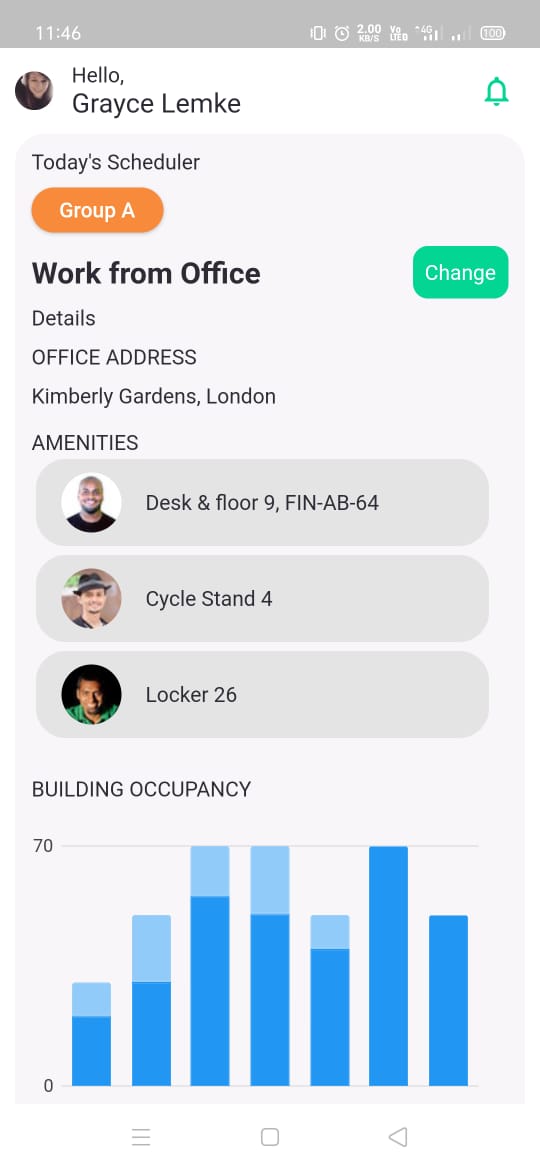 11:46
2.00
KB/S
Vo
LTED
4G
100
Hello,
Grayce Lemke
Today's Scheduler
Group A
Work from Office
Change
Details
OFFICE ADDRESS
Kimberly Gardens, London
AMENITIES
Desk & floor 9, FIN-AB-64
Cycle Stand 4
Locker 26
BUILDING OCCUPANCY
70
0